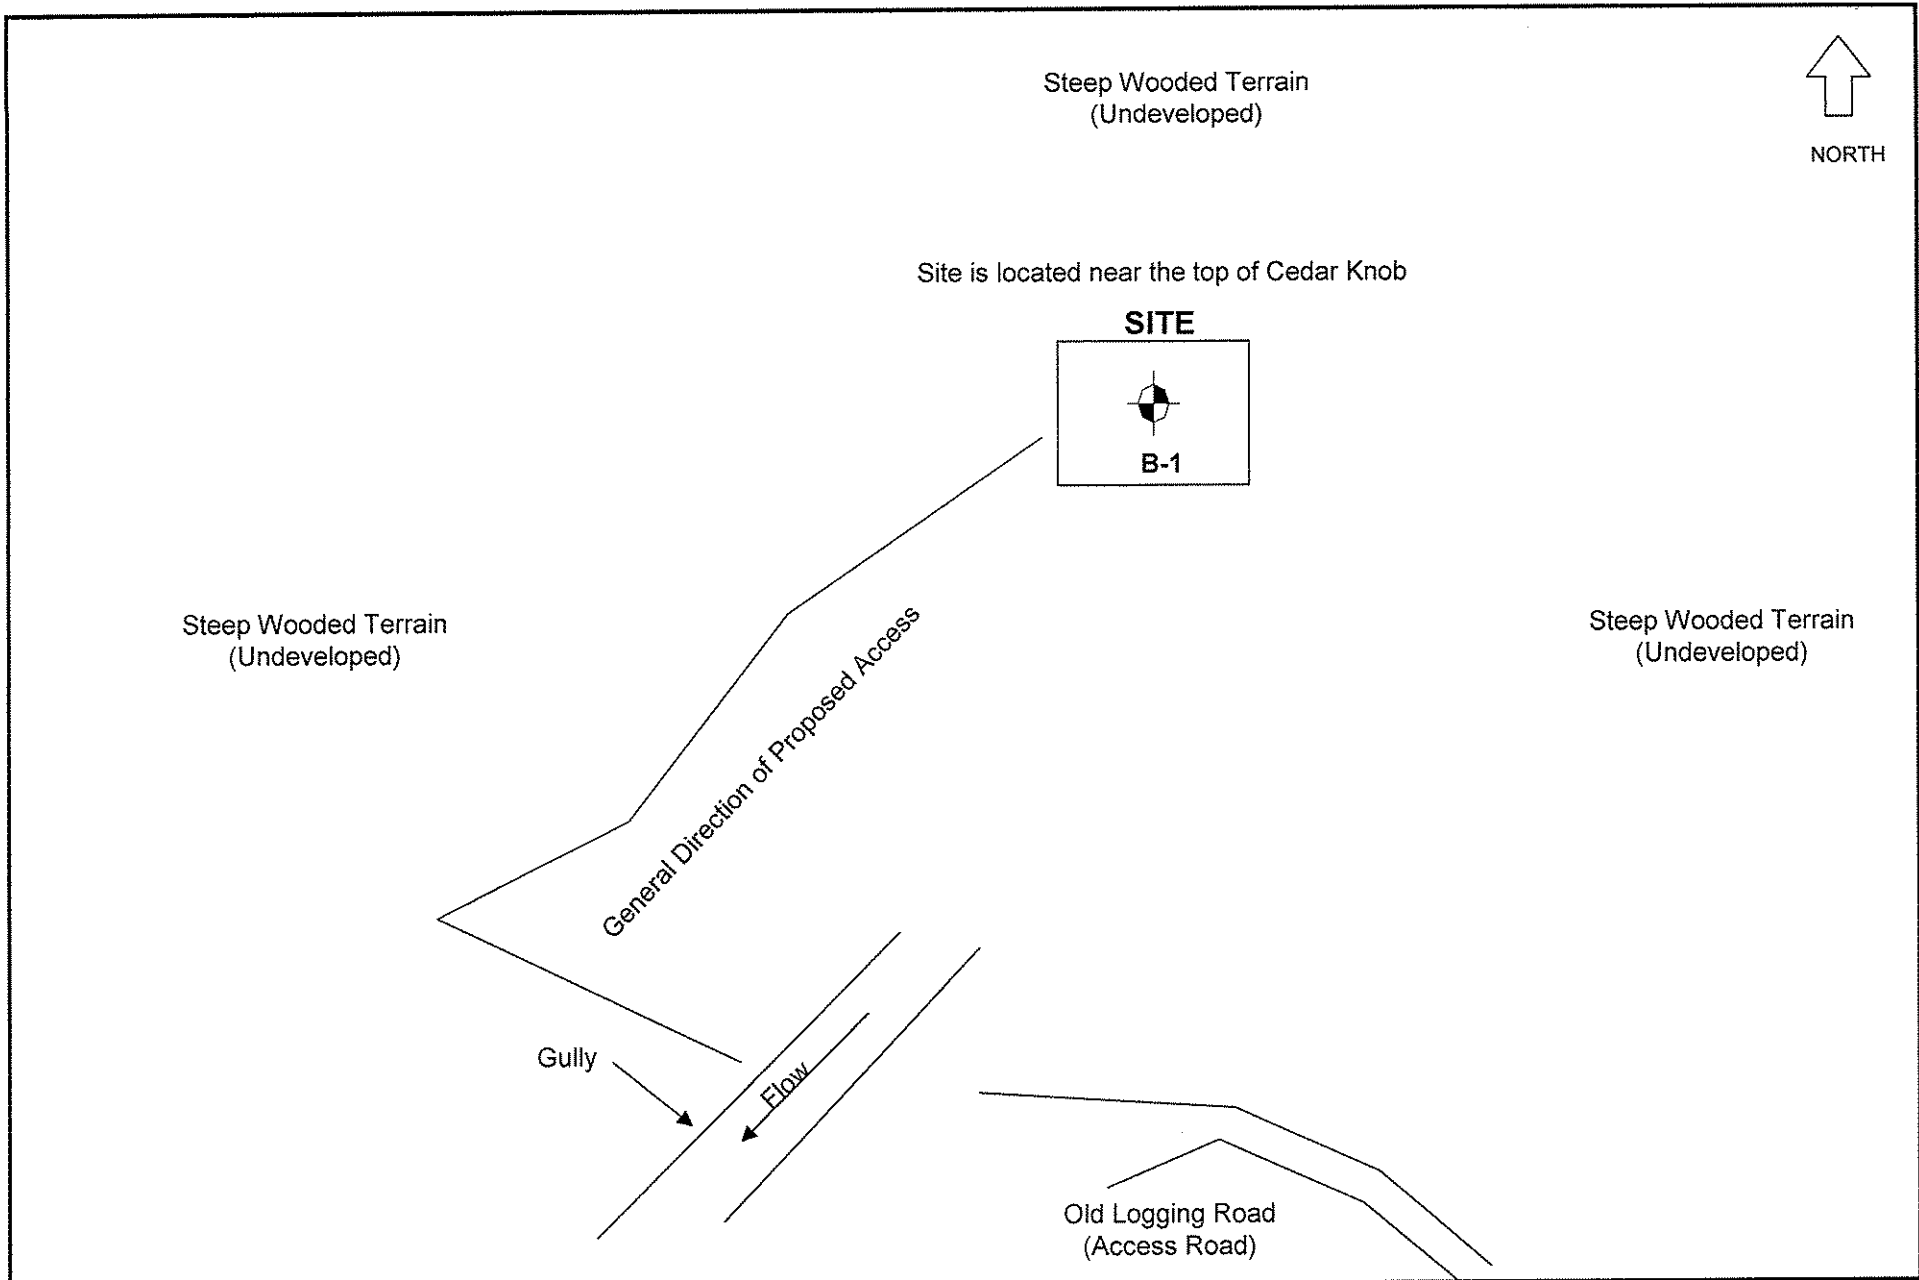 Steep Wooded Terrain
(Undeveloped)
NORTH
Site is located near the top of Cedar Knob
SITE
B-1
Steep Wooded Terrain
(Undeveloped)
General Direction of Proposed Access
Steep Wooded Terrain
(Undeveloped)
Gully
Flow
Old Logging Road
(Access Road)